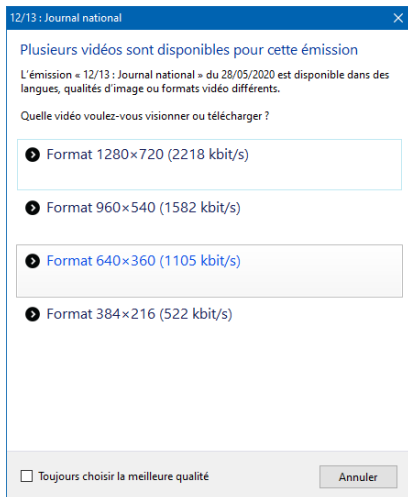 12/13 : Journal national
Plusieurs vidéos sont disponibles pour cette émission
L'émission « 12/13 : Journal national » du 28/05/2020 est disponible dans des
langues, qualités d'image ou formats vidéo différents.
Quelle vidéo voulez-vous visionner ou télécharger ?
Format 1280×720 (2218 kbit/s)
Format 960×540 (1582 kbit/s)
Format 640×360 (1105 kbit/s)
Format 384×216 (522 kbit/s)
Toujours choisir la meilleure qualité
Annuler